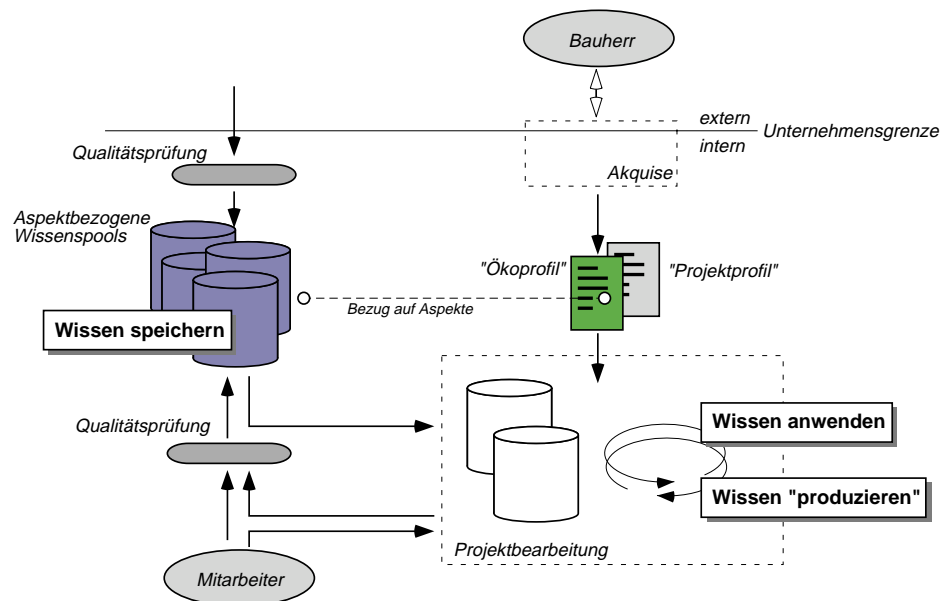 Bauherr
extern
Unternehmensgrenze
intern
Qualitätsprüfung
Akquise
Aspektbezogene
Wissenspools
"Ökoprofil"
"Projektprofil"
Bezug auf Aspekte
Wissen speichern
Qualitätsprüfung
Wissen anwenden
Wissen "produzieren"
Projektbearbeitung
Mitarbeiter